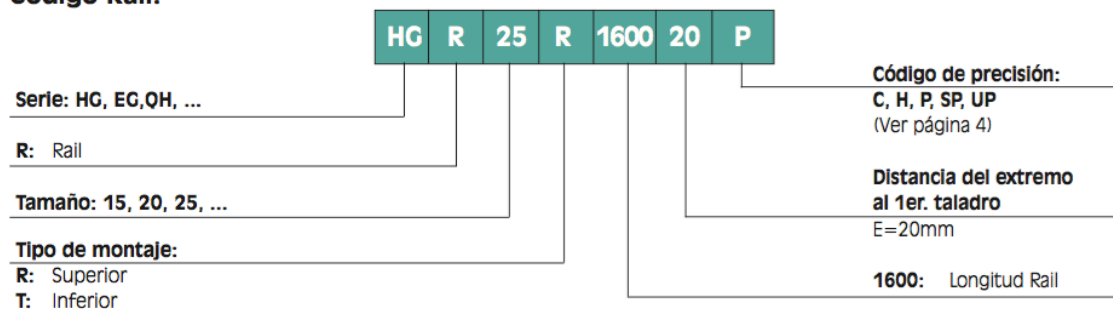 Código Rail:
HG R 25 R 1600 20 P
Serie: HG, EG,QH, ...
R: Rail
Tamaño: 15, 20, 25, ...
Tipo de montaje:
R: Superior
T: Inferior
Código de precisión:
C, H, P, SP, UP
(Ver página 4)
Distancia del extremo
al 1er. taladro
E=20mm
1600: Longitud Rail